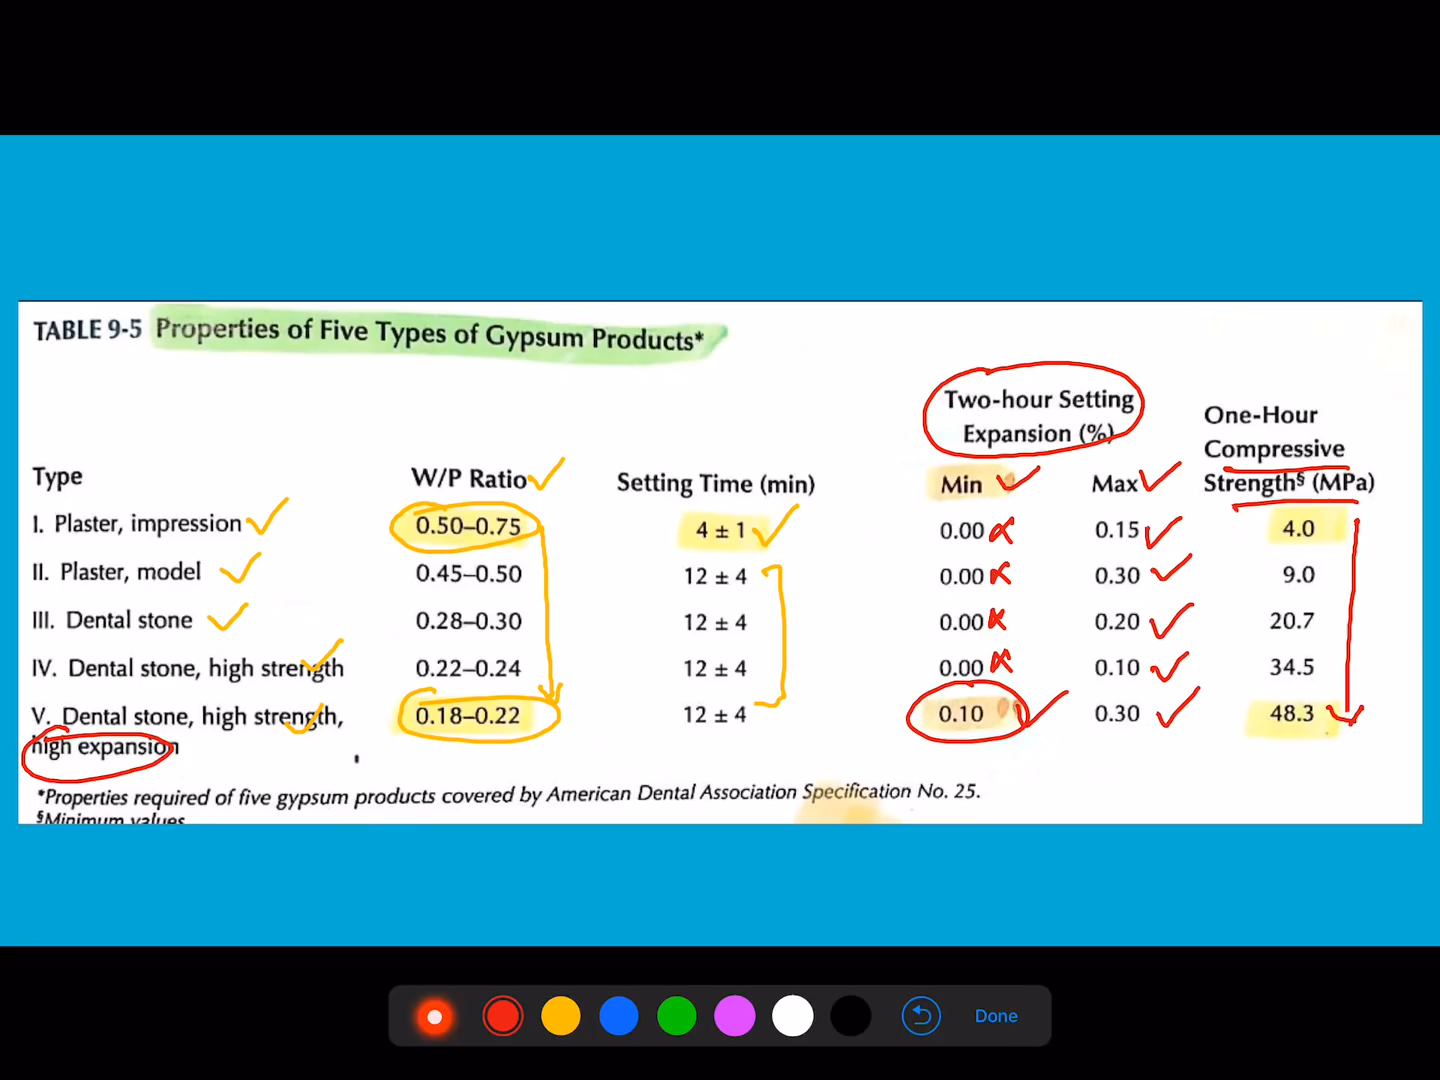 TABLE 9-5 Properties of Five Types of Gypsum Products*
Two-hour Setting Expansion (%)
One-Hour Compressive Strength§ (MPa)
Type W/P Ratio Setting Time (min) Min Max
I. Plaster, impression 0.50–0.75 4 ± 1 0.00 0.15 4.0
II. Plaster, model 0.45–0.50 12 ± 4 0.00 0.30 9.0
III. Dental stone 0.28–0.30 12 ± 4 0.00 0.20 20.7
IV. Dental stone, high strength 0.22–0.24 12 ± 4 0.00 0.10 34.5
V. Dental stone, high strength, 0.18–0.22 12 ± 4 0.10 0.30 48.3
high expansion
*Properties required of five gypsum products covered by American Dental Association Specification No. 25.
§Minimum values
Done